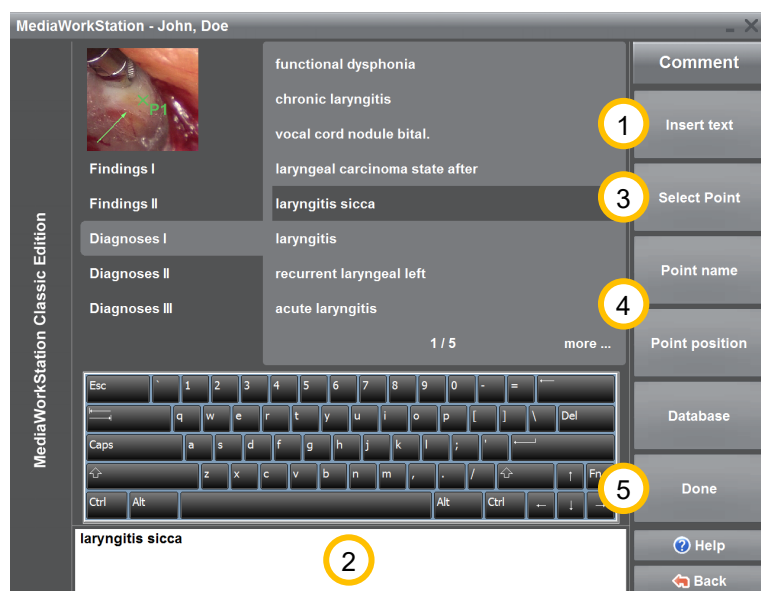 MediaWorkStation - John, Doe
MediaWorkStation Classic Edition
P1
Findings I
Findings II
Diagnoses I
Diagnoses II
Diagnoses III
functional dysphonia
chronic laryngitis
vocal cord nodule bital.
laryngeal carcinoma state after
laryngitis sicca
laryngitis
recurrent laryngeal left
acute laryngitis
1 / 5 more ...
Comment
1 Insert text
3 Select Point
Point name
4
Point position
Database
5 Done
Help
Back
Esc ` 1 2 3 4 5 6 7 8 9 0 - = ←
q w e r t y u i o p [ ] \ Del
Caps a s d f g h j k l ; '
z x c v b n m , . / ↑ Fn
Ctrl Alt Alt Ctrl ← ↓ →
laryngitis sicca
2